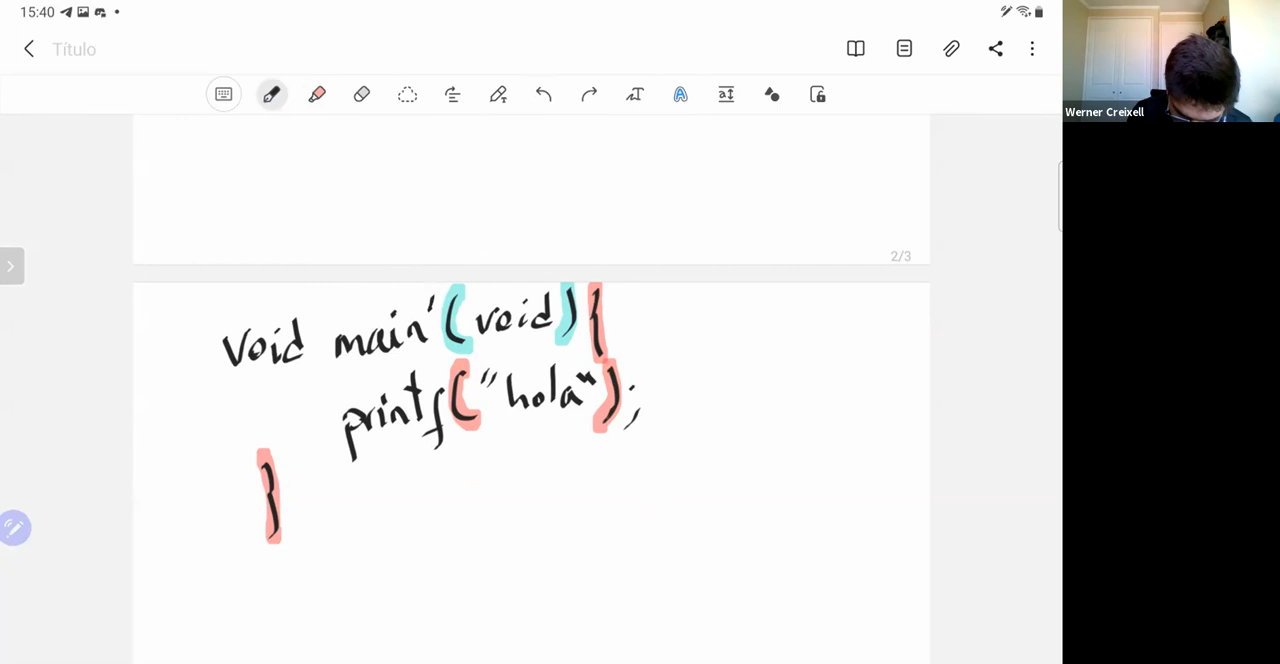 15:40
Título
Werner Creixell
2/3
void main(void){
printf("hola");
}